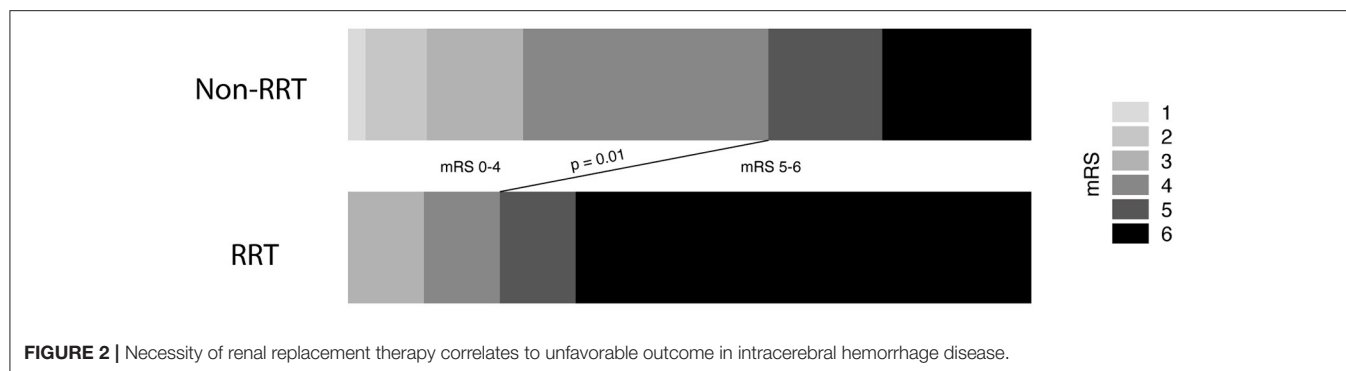 Non-RRT
mRS 0-4
p = 0.01
mRS 5-6
RRT
mRS
1
2
3
4
5
6
FIGURE 2 | Necessity of renal replacement therapy correlates to unfavorable outcome in intracerebral hemorrhage disease.